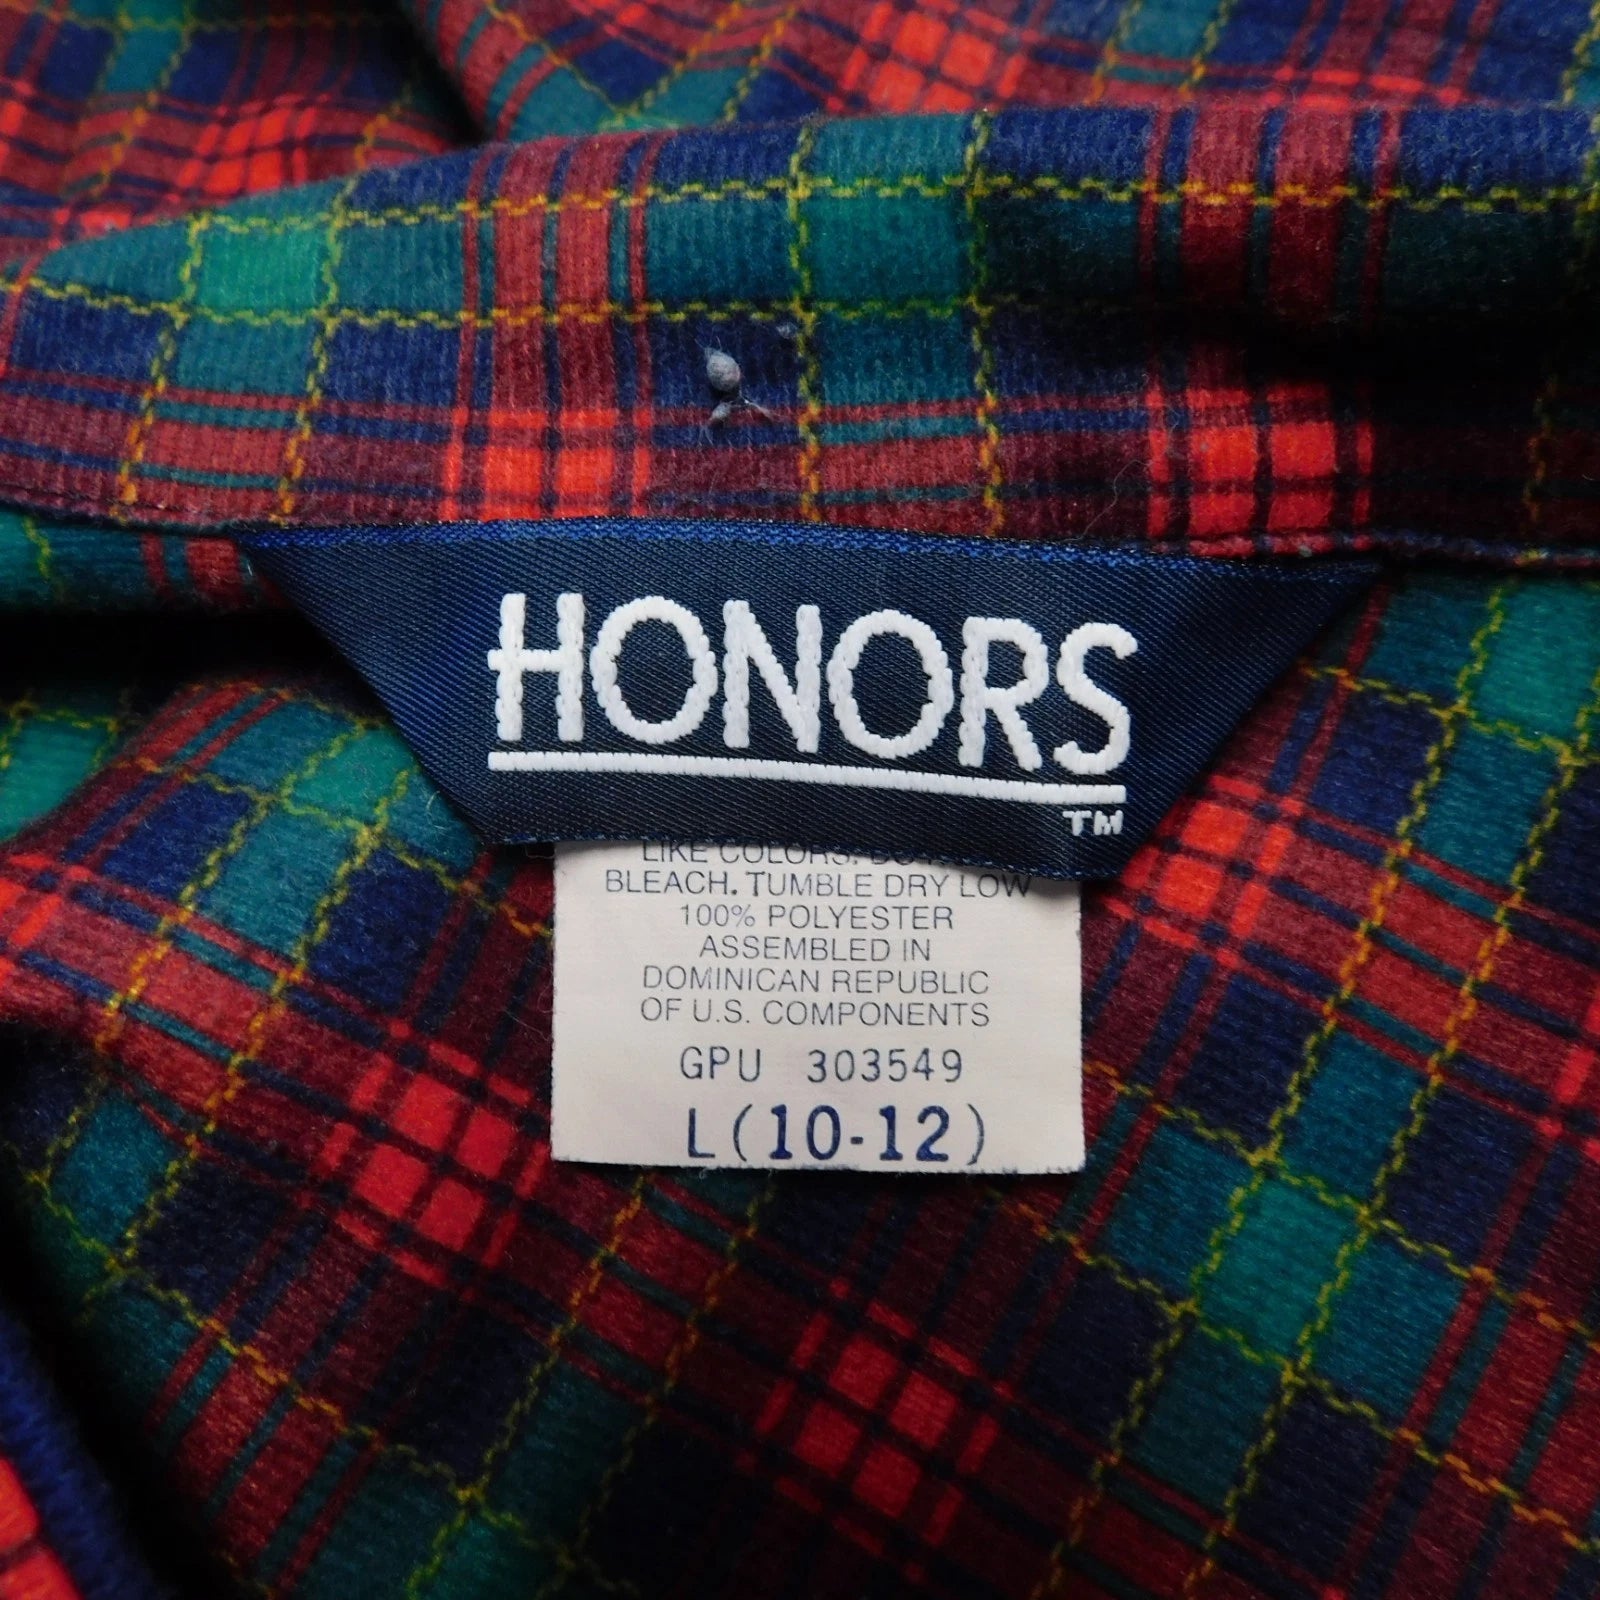 HONORS
TM
LIKE COLORS.
BLEACH. TUMBLE DRY LOW
100% POLYESTER
ASSEMBLED IN
DOMINICAN REPUBLIC
OF U.S. COMPONENTS
GPU 303549
L(10-12)